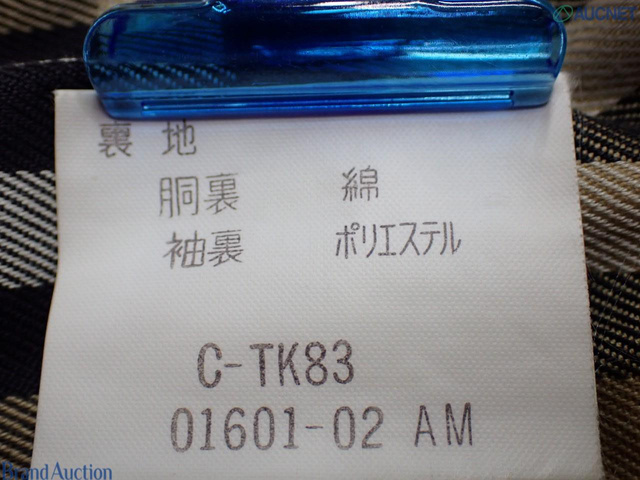 AUCNET
裏地
胴裏 綿
袖裏 ポリエステル
C-TK83
01601-02 AM
Brand Auction